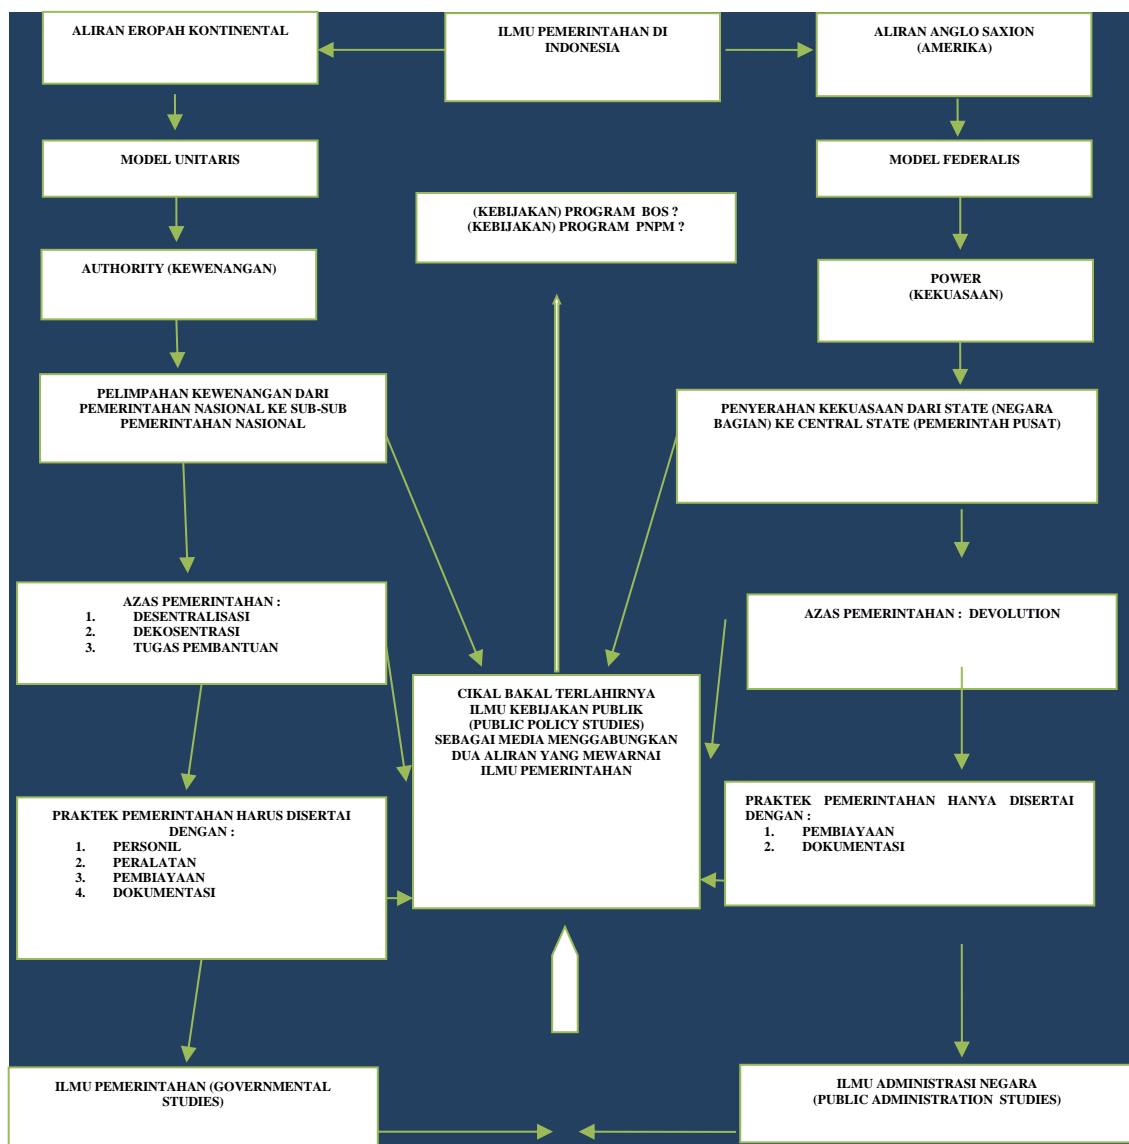 ALIRAN EROPAH KONTINENTAL
ILMU PEMERINTAHAN DI
INDONESIA
ALIRAN ANGLO SAXION
(AMERIKA)
MODEL UNITARIS
MODEL FEDERALIS
(KEBIJAKAN) PROGRAM BOS ?
(KEBIJAKAN) PROGRAM PNPM ?
AUTHORITY (KEWENANGAN)
POWER
(KEKUASAAN)
PELIMPAHAN KEWENANGAN DARI
PEMERINTAHAN NASIONAL KE SUB-SUB
PEMERINTAHAN NASIONAL
PENYERAHAN KEKUASAAN DARI STATE (NEGARA
BAGIAN) KE CENTRAL STATE (PEMERINTAH PUSAT)
AZAS PEMERINTAHAN :
1. DESENTRALISASI
2. DEKOSENTRASI
3. TUGAS PEMBANTUAN
AZAS PEMERINTAHAN : DEVOLUTION
CIKAL BAKAL TERLAHIRNYA
ILMU KEBIJAKAN PUBLIK
(PUBLIC POLICY STUDIES)
SEBAGAI MEDIA MENGGABUNGKAN
DUA ALIRAN YANG MEWARNAI
ILMU PEMERINTAHAN
PRAKTEK PEMERINTAHAN HARUS DISERTAI
DENGAN :
1. PERSONIL
2. PERALATAN
3. PEMBIAYAAN
4. DOKUMENTASI
PRAKTEK PEMERINTAHAN HANYA DISERTAI
DENGAN :
1. PEMBIAYAAN
2. DOKUMENTASI
ILMU PEMERINTAHAN (GOVERNMENTAL
STUDIES)
ILMU ADMINISTRASI NEGARA
(PUBLIC ADMINISTRATION STUDIES)